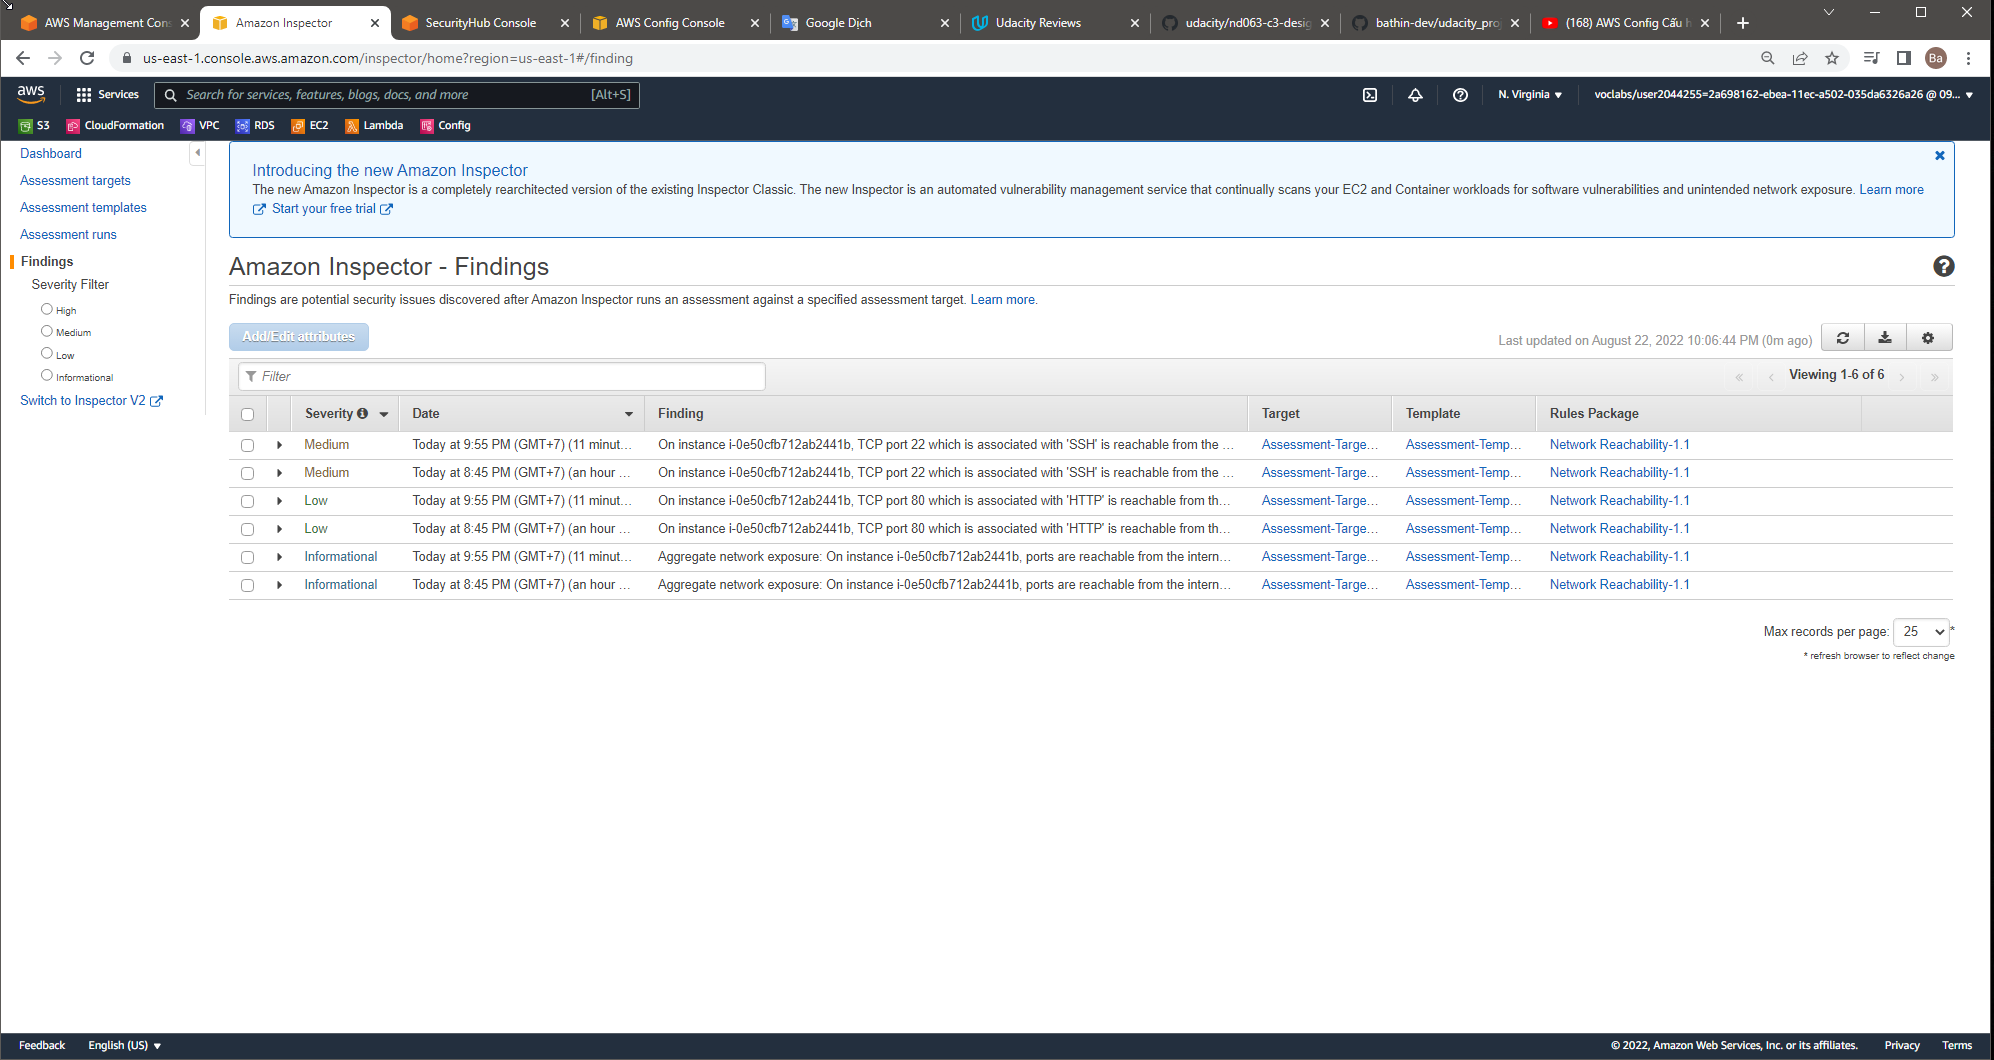 AWS Management Cons
Amazon Inspector
SecurityHub Console
AWS Config Console
Google Dịch
Udacity Reviews
udacity/nd063-c3-desig
bathin-dev/udacity_pro
(168) AWS Config Cấu h
us-east-1.console.aws.amazon.com/inspector/home?region=us-east-1#/finding
Ba
aws
Services
Search for services, features, blogs, docs, and more
[Alt+S]
N. Virginia
voclabs/user2044255=2a698162-ebea-11ec-a502-035da6326a26 @ 09...
S3
CloudFormation
VPC
RDS
EC2
Lambda
Config
Dashboard
Assessment targets
Assessment templates
Assessment runs
Findings
Severity Filter
High
Medium
Low
Informational
Switch to Inspector V2
Introducing the new Amazon Inspector
The new Amazon Inspector is a completely rearchitected version of the existing Inspector Classic. The new Inspector is an automated vulnerability management service that continually scans your EC2 and Container workloads for software vulnerabilities and unintended network exposure. Learn more
Start your free trial
Amazon Inspector - Findings
Findings are potential security issues discovered after Amazon Inspector runs an assessment against a specified assessment target. Learn more.
Add/Edit attributes
Last updated on August 22, 2022 10:06:44 PM (0m ago)
Filter
« ‹ Viewing 1-6 of 6 › »
Severity Date Finding Target Template Rules Package
Medium Today at 9:55 PM (GMT+7) (11 minut... On instance i-0e50cfb712ab2441b, TCP port 22 which is associated with 'SSH' is reachable from the ... Assessment-Targe... Assessment-Temp... Network Reachability-1.1
Medium Today at 8:45 PM (GMT+7) (an hour ... On instance i-0e50cfb712ab2441b, TCP port 22 which is associated with 'SSH' is reachable from the ... Assessment-Targe... Assessment-Temp... Network Reachability-1.1
Low Today at 9:55 PM (GMT+7) (11 minut... On instance i-0e50cfb712ab2441b, TCP port 80 which is associated with 'HTTP' is reachable from th... Assessment-Targe... Assessment-Temp... Network Reachability-1.1
Low Today at 8:45 PM (GMT+7) (an hour ... On instance i-0e50cfb712ab2441b, TCP port 80 which is associated with 'HTTP' is reachable from th... Assessment-Targe... Assessment-Temp... Network Reachability-1.1
Informational Today at 9:55 PM (GMT+7) (11 minut... Aggregate network exposure: On instance i-0e50cfb712ab2441b, ports are reachable from the intern... Assessment-Targe... Assessment-Temp... Network Reachability-1.1
Informational Today at 8:45 PM (GMT+7) (an hour ... Aggregate network exposure: On instance i-0e50cfb712ab2441b, ports are reachable from the intern... Assessment-Targe... Assessment-Temp... Network Reachability-1.1
Max records per page: 25 *
* refresh browser to reflect change
Feedback
English (US)
© 2022, Amazon Web Services, Inc. or its affiliates.
Privacy
Terms